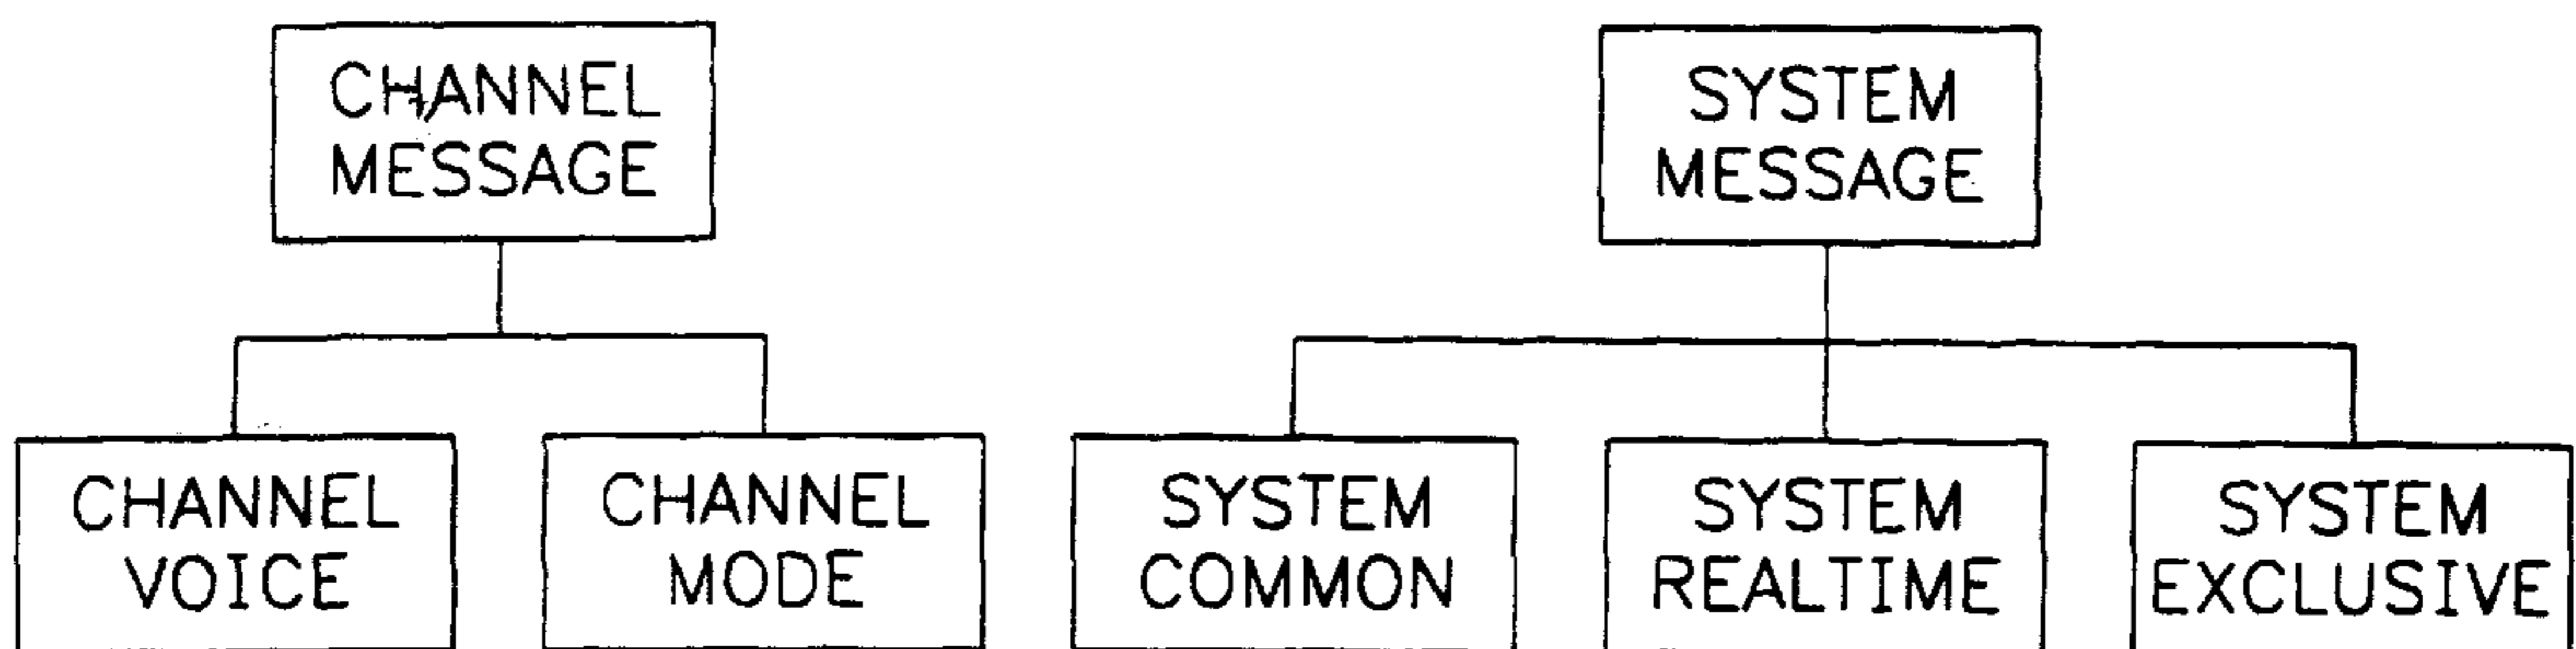 CHANNEL
MESSAGE
SYSTEM
MESSAGE
CHANNEL
VOICE
CHANNEL
MODE
SYSTEM
COMMON
SYSTEM
REALTIME
SYSTEM
EXCLUSIVE